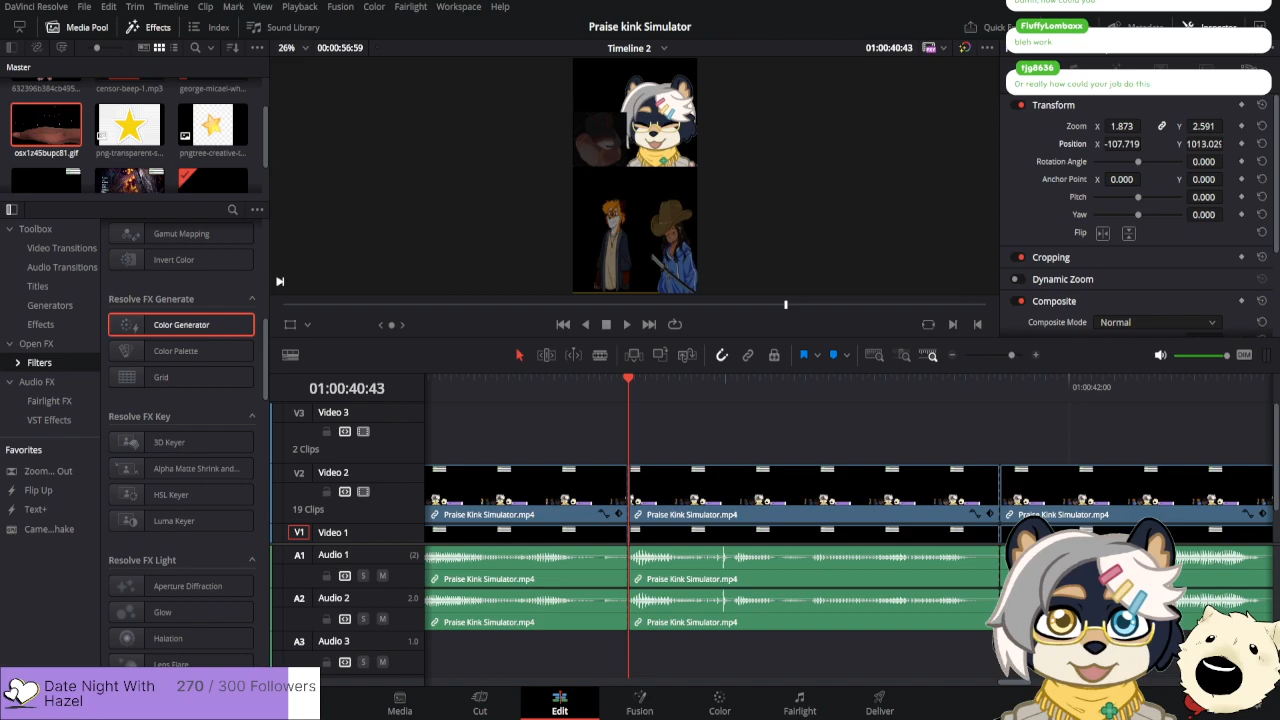 DaVinci Resolve File Edit Trim Timeline Clip Mark View Playback Fusion Color Fairlight Workspace Help
Media Pool Effects Index Sound Library
Praise kink Simulator
FluffyLombaxx
bleh work
tjg8636
Or really how could your job do this
26% Timeline 2 01:00:40:43
Master
632396b384cb495... censor-beep-1.mp3 george-micei-wh...
osx1z45bupc81.gif png-transparent-s... pngtree-creative-t...
Transform
Zoom X 1.873 Y 2.591
Position X -107.719 Y 1013.029
Rotation Angle 0.000
Anchor Point X 0.000 Y 0.000
Pitch 0.000
Yaw 0.000
Flip
Cropping
Dynamic Zoom
Composite
Composite Mode Normal
Toolbox
Video Transitions
Audio Transitions
Titles
Generators
Effects
Open FX
Filters
Audio FX
Fairlight FX
VST Effects
Favorites
Zoom... Out
Flip Up
Text+
Came...hake
Gamut Mapping
Invert Color
Resolve FX Generate
Color Generator
Color Palette
Grid
Resolve FX Key
3D Keyer
Alpha Matte Shrink and...
HSL Keyer
Luma Keyer
Resolve FX Light
Aperture Diffraction
Glow
Halation
Lens Flare
DIM
01:00:40:43
01:00:42:00
V3 Video 3
2 Clips
V2 Video 2
19 Clips
Praise Kink Simulator.mp4 Praise Kink Simulator.mp4 Praise Kink Simulator.mp4
V1 Video 1
A1 Audio 1 (2)
S M
Praise Kink Simulator.mp4 Praise Kink Simulator.mp4
A2 Audio 2 2.0
S M
Praise Kink Simulator.mp4 Praise Kink Simulator.mp4
A3 Audio 3 1.0
S M
Date Night With Hazel
270 / 300 Followers
Media Cut Edit Fusion Color Fairlight Deliver